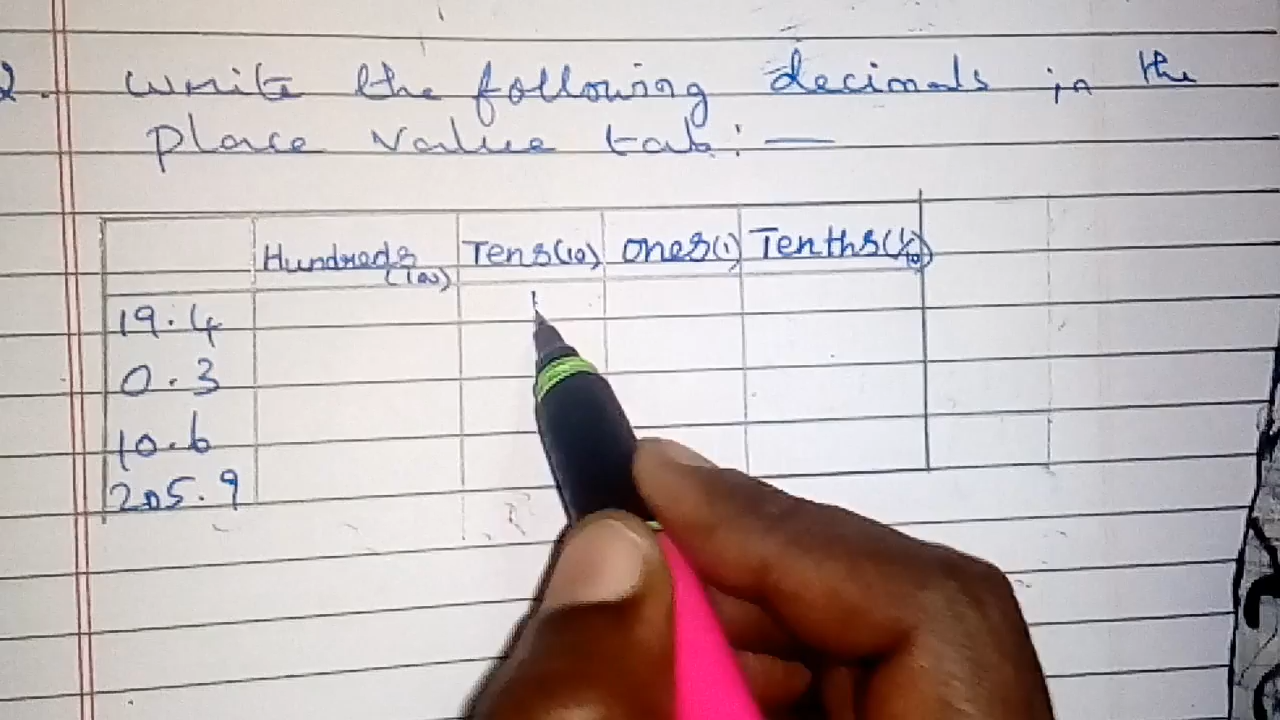 2. Write the following decimals in the
place value tab: —
Hundreds (100) Tens(10) Ones(1) Tenths(1/10)
19.4 1
0.3
10.6
205.9